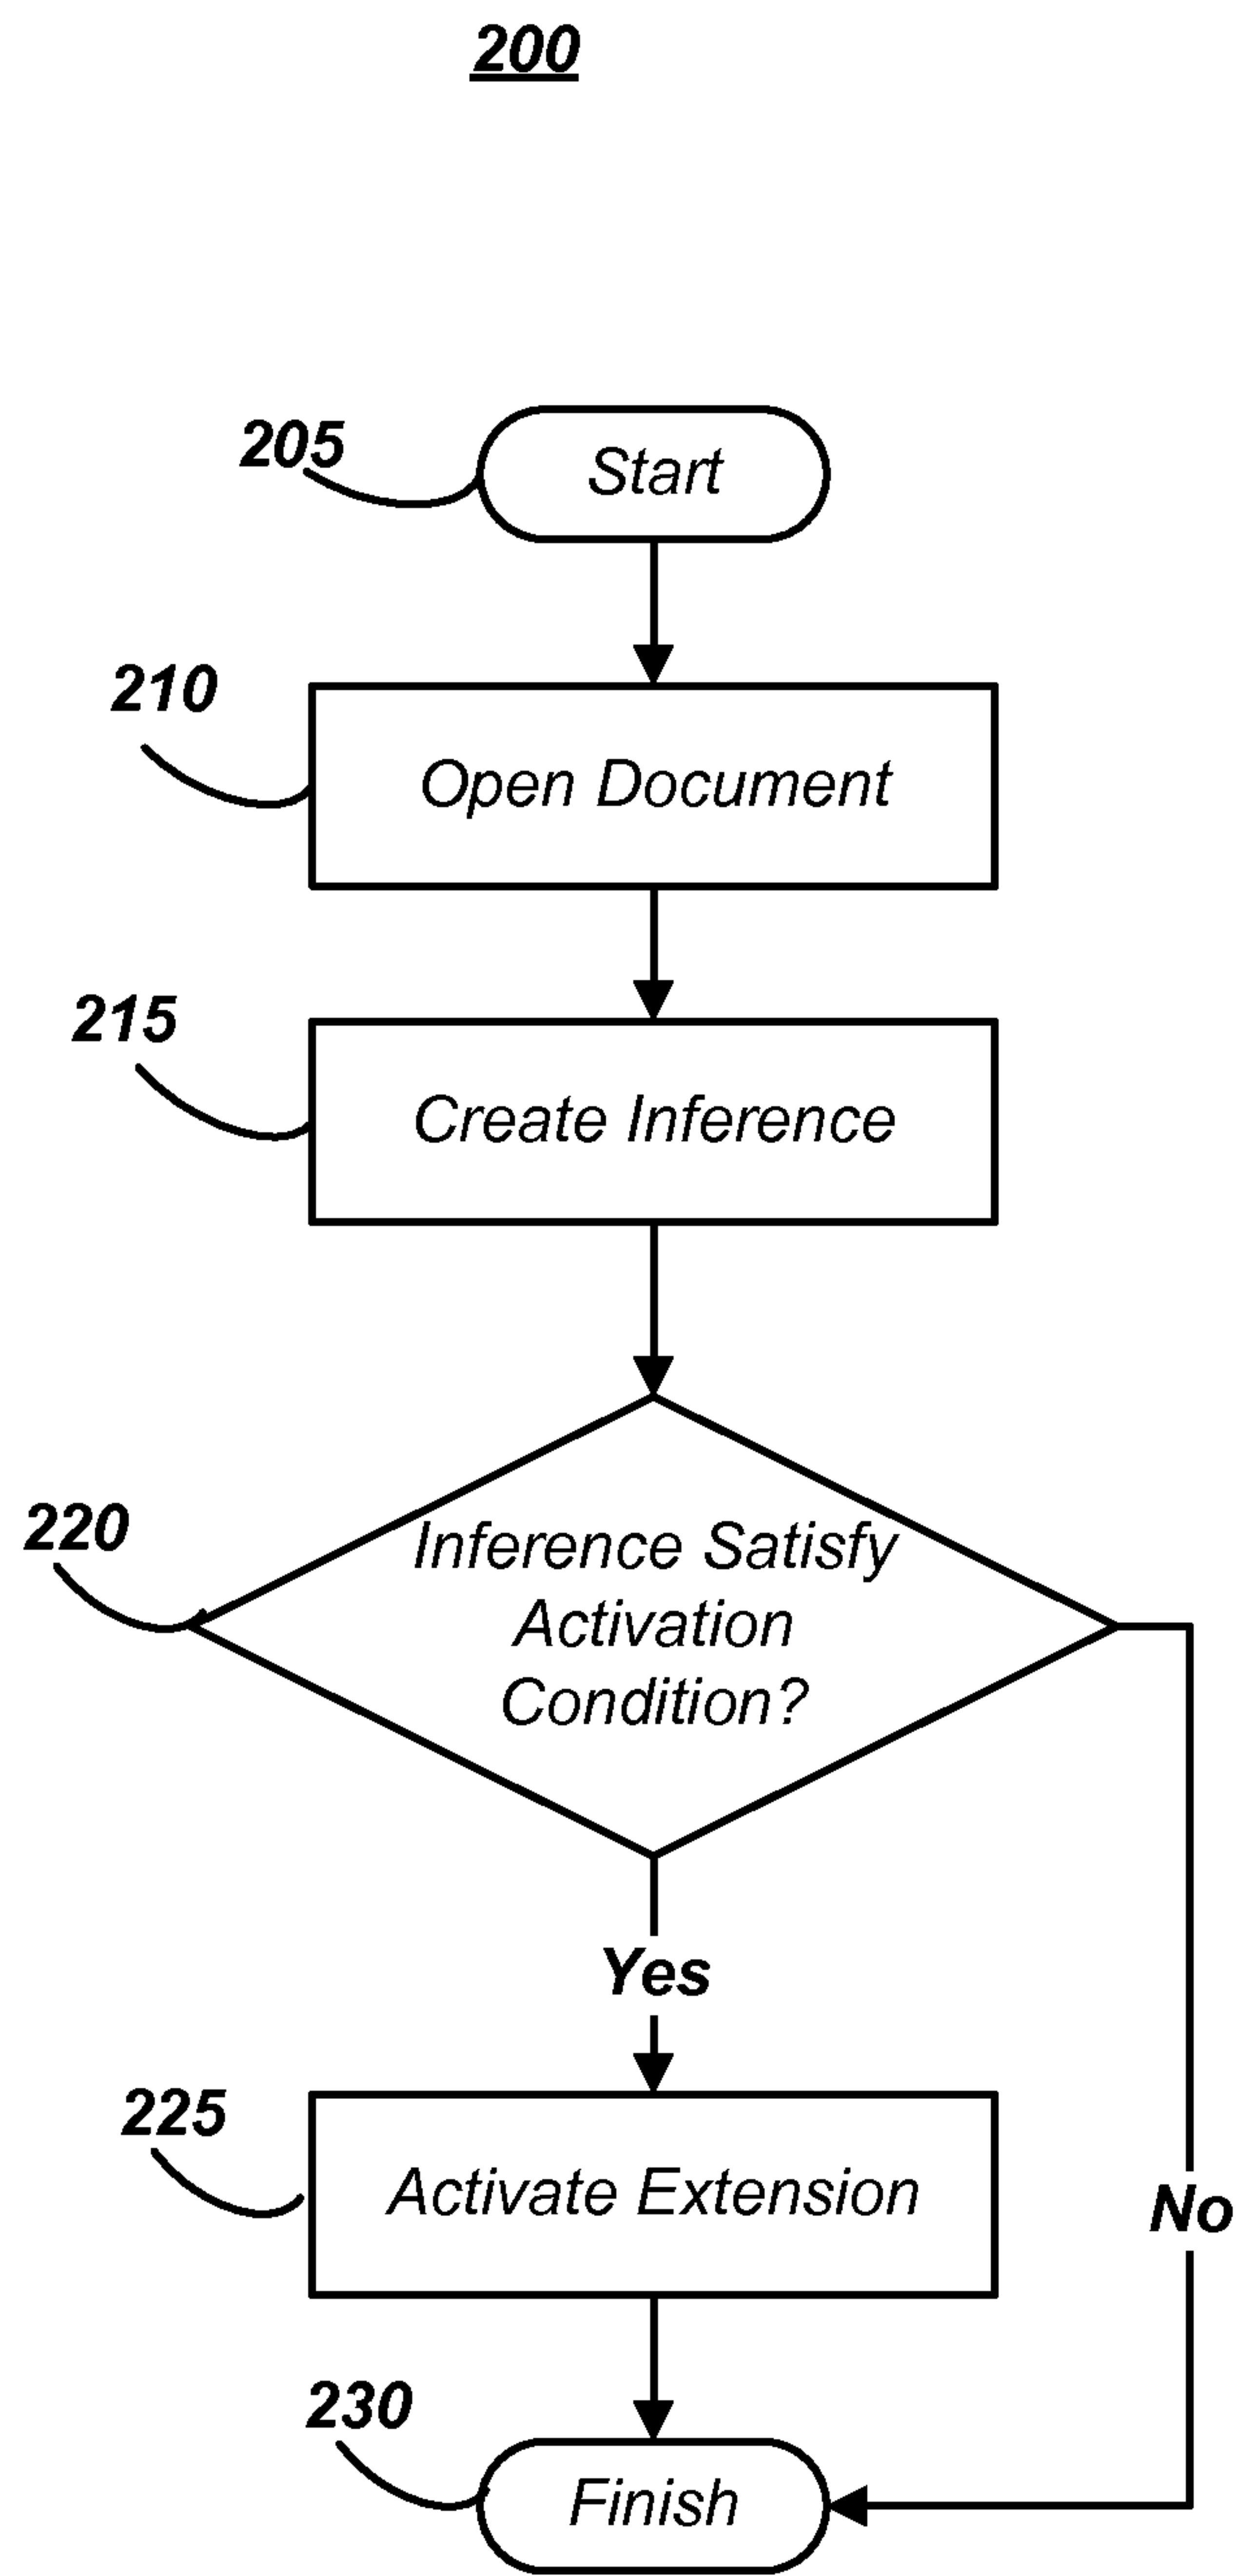 200
205
Start
210
Open Document
215
Create Inference
220
Inference Satisfy
Activation
Condition?
Yes
225
Activate Extension
No
230
Finish